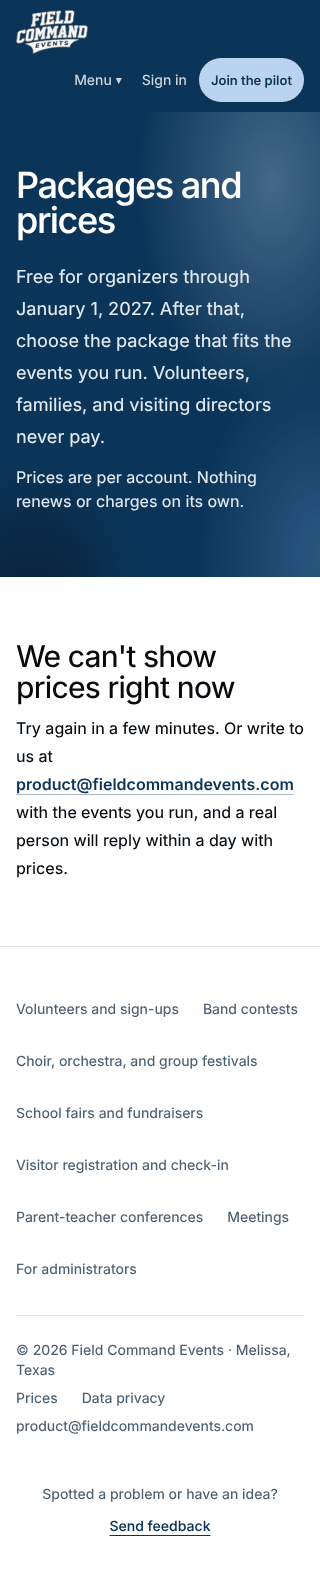 FIELD
COMMAND
EVENTS
Menu ▾ Sign in Join the pilot
Packages and
prices
Free for organizers through
January 1, 2027. After that,
choose the package that fits the
events you run. Volunteers,
families, and visiting directors
never pay.
Prices are per account. Nothing
renews or charges on its own.
We can't show
prices right now
Try again in a few minutes. Or write to
us at
product@fieldcommandevents.com
with the events you run, and a real
person will reply within a day with
prices.
Volunteers and sign-ups Band contests
Choir, orchestra, and group festivals
School fairs and fundraisers
Visitor registration and check-in
Parent-teacher conferences Meetings
For administrators
© 2026 Field Command Events · Melissa,
Texas
Prices Data privacy
product@fieldcommandevents.com
Spotted a problem or have an idea?
Send feedback